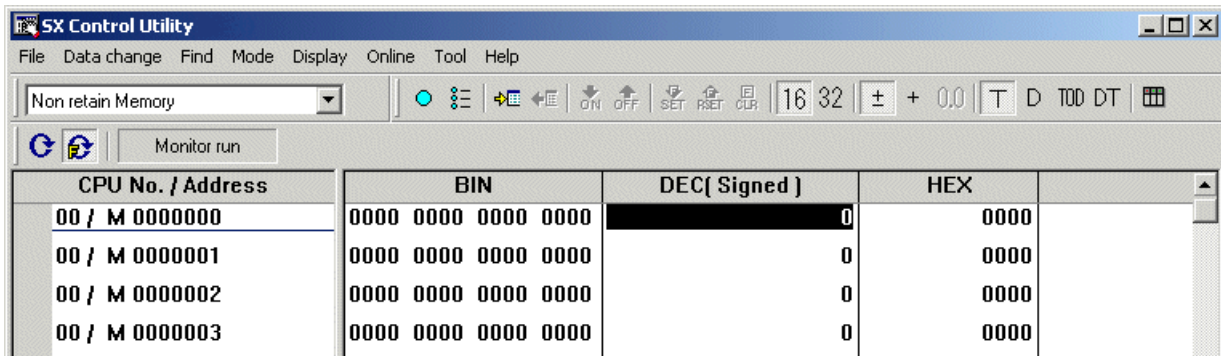 SX Control Utility
File Data change Find Mode Display Online Tool Help
Non retain Memory ON OFF SET RSET CLR 16 32 ± + 0.0 T D TOD DT
F Monitor run
CPU No. / Address BIN DEC( Signed ) HEX
00 / M 0000000 0000 0000 0000 0000 0 0000
00 / M 0000001 0000 0000 0000 0000 0 0000
00 / M 0000002 0000 0000 0000 0000 0 0000
00 / M 0000003 0000 0000 0000 0000 0 0000